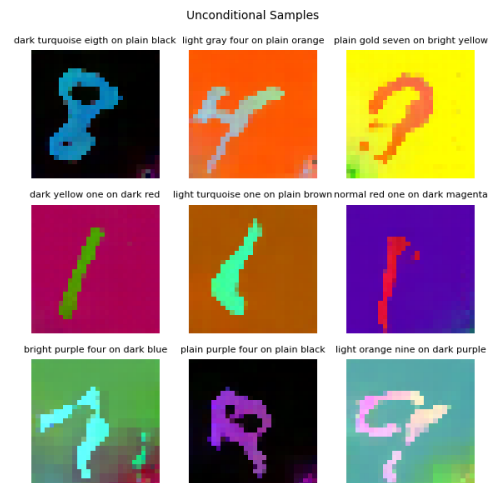 Unconditional Samples
dark turquoise eigth on plain black
light gray four on plain orange
plain gold seven on bright yellow
dark yellow one on dark red
light turquoise one on plain brown
normal red one on dark magenta
bright purple four on dark blue
plain purple four on plain black
light orange nine on dark purple